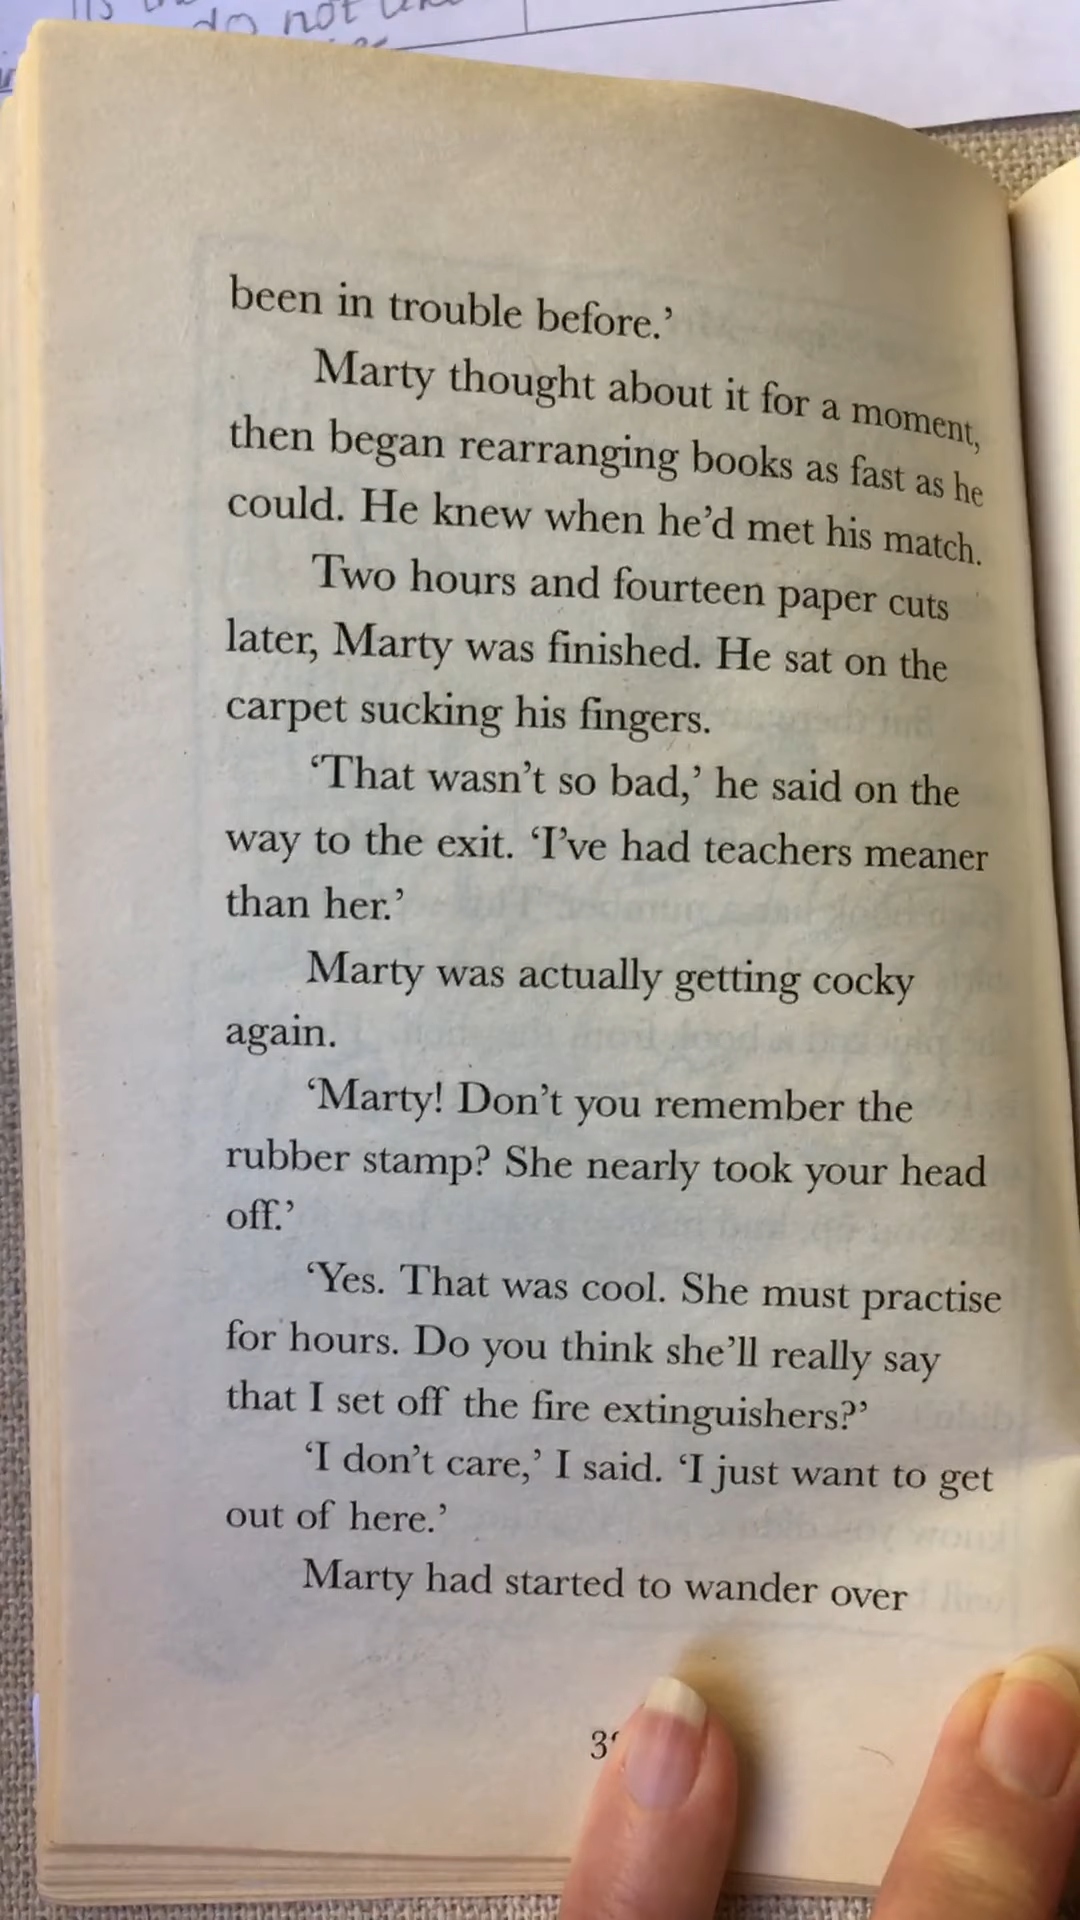 do not
been in trouble before.’
Marty thought about it for a moment,
then began rearranging books as fast as he
could. He knew when he’d met his match.
Two hours and fourteen paper cuts
later, Marty was finished. He sat on the
carpet sucking his fingers.
‘That wasn’t so bad,’ he said on the
way to the exit. ‘I’ve had teachers meaner
than her.’
Marty was actually getting cocky
again.
‘Marty! Don’t you remember the
rubber stamp? She nearly took your head
off.’
‘Yes. That was cool. She must practise
for hours. Do you think she’ll really say
that I set off the fire extinguishers?’
‘I don’t care,’ I said. ‘I just want to get
out of here.’
Marty had started to wander over